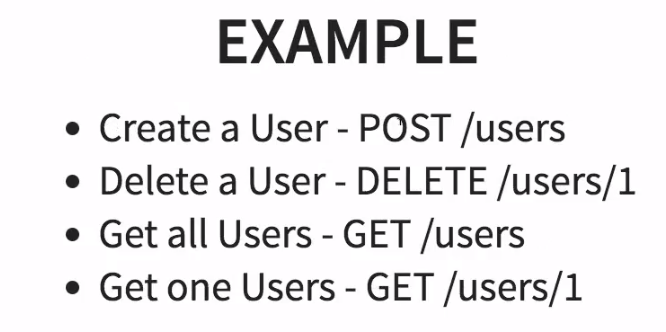 EXAMPLE
• Create a User - POST /users
• Delete a User - DELETE /users/1
• Get all Users - GET /users
• Get one Users - GET /users/1